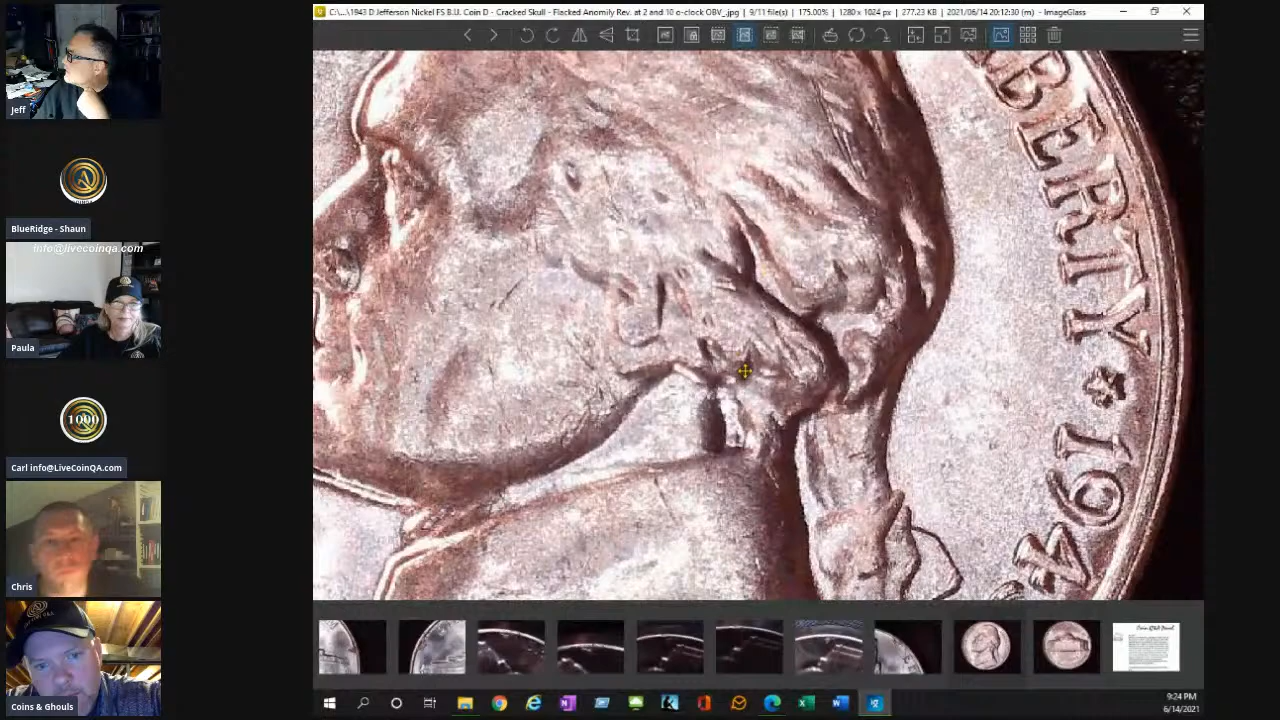 C:\...\1943 D Jefferson Nickel FS B.U. Coin D - Cracked Skull - Flacked Anomily Rev. at 2 and 10 o-clock OBV_.jpg | 9/11 file(s) | 175.00% | 1280 x 1024 px | 277.23 KB | 2021/06/14 20:12:30 (m) - ImageGlass
Jeff
BlueRidge - Shaun
info@livecoinqa.com
Paula
1000
Carl info@LiveCoinQA.com
Chris
Coins & Ghouls
BERTY ★ 194
9:24 PM
6/14/2021